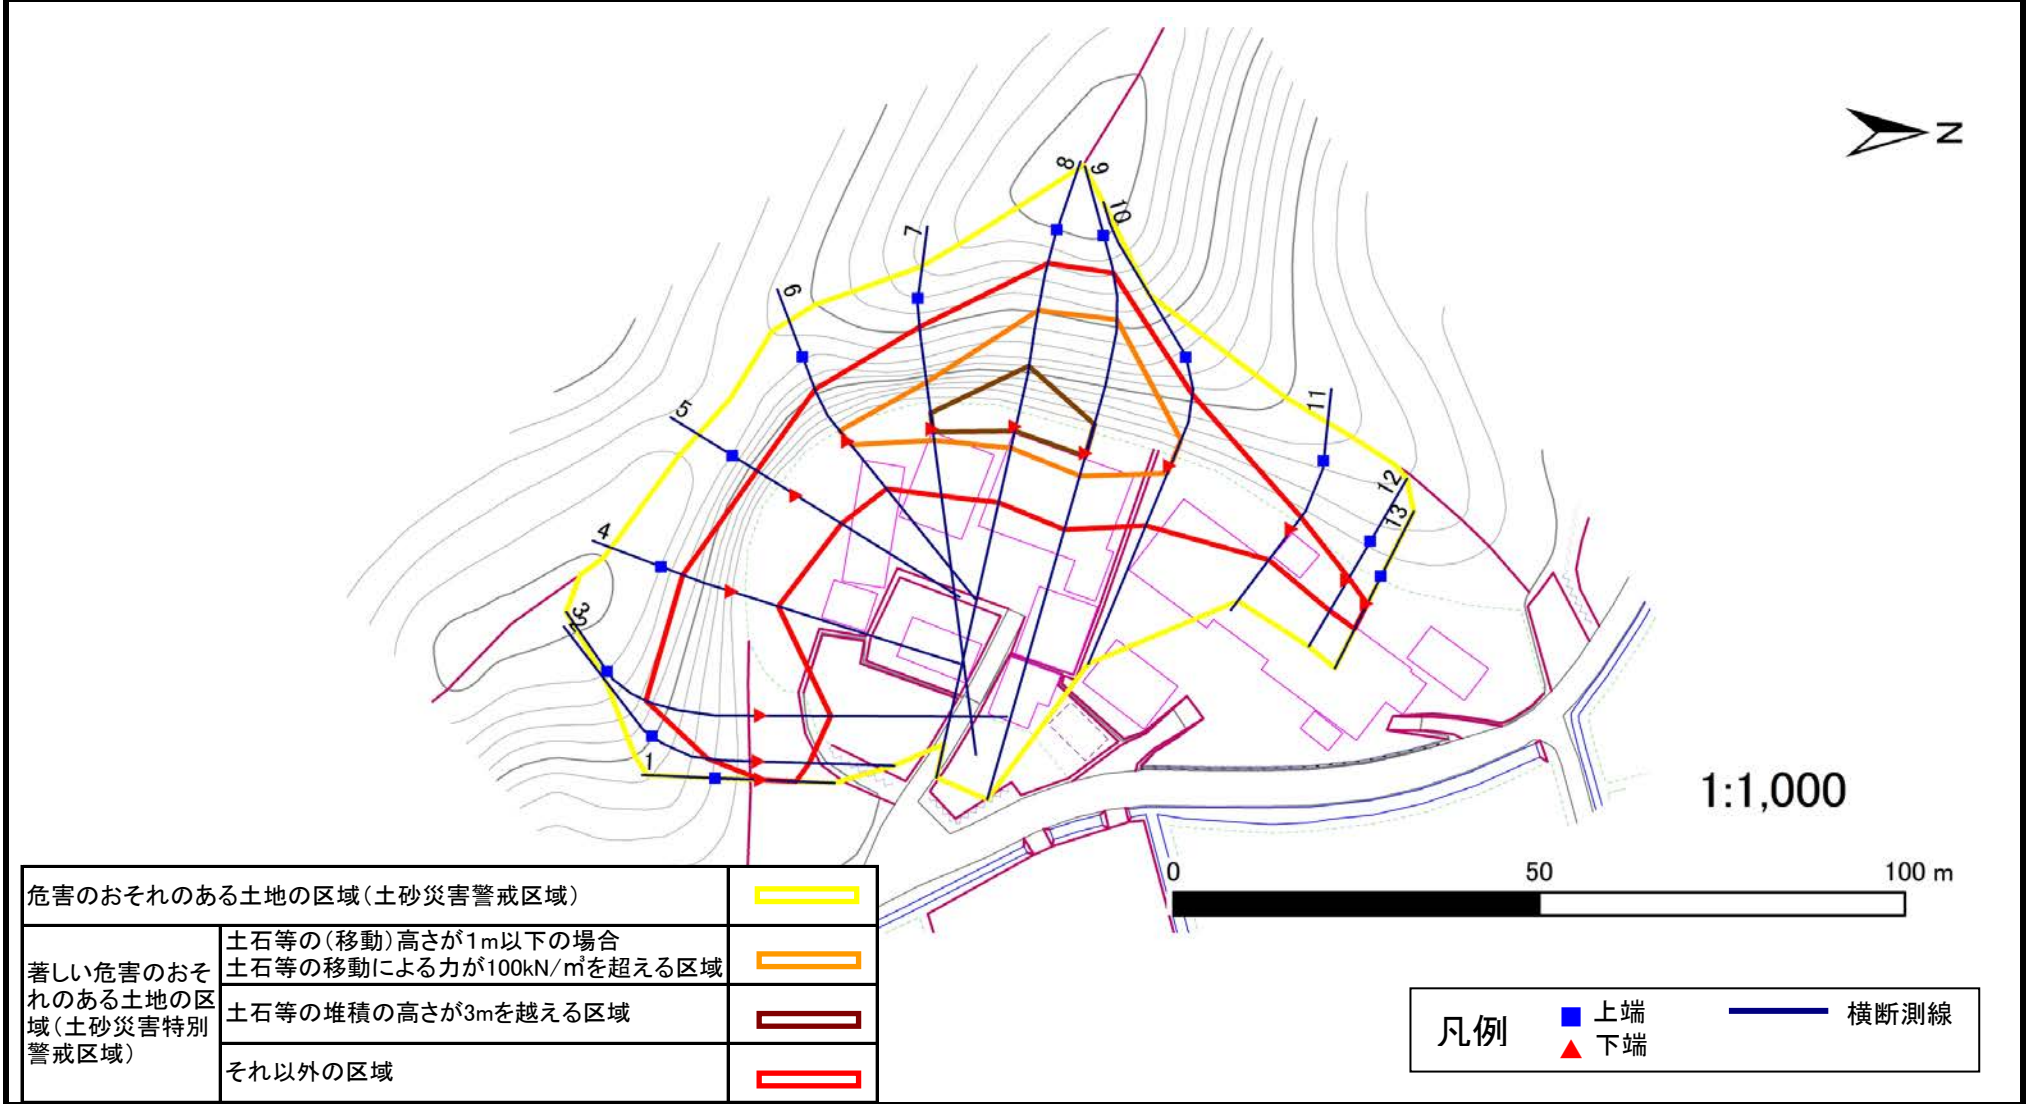 N
8
9
10
7
6
5
11
12
13
4
3
2
1
1:1,000
0 50 100 m
危害のおそれのある土地の区域(土砂災害警戒区域)
著しい危害のおそ
れのある土地の区
域(土砂災害特別
警戒区域)
土石等の(移動)高さが1m以下の場合
土石等の移動による力が100kN/㎥を超える区域
土石等の堆積の高さが3mを越える区域
それ以外の区域
凡例
上端
下端
横断測線